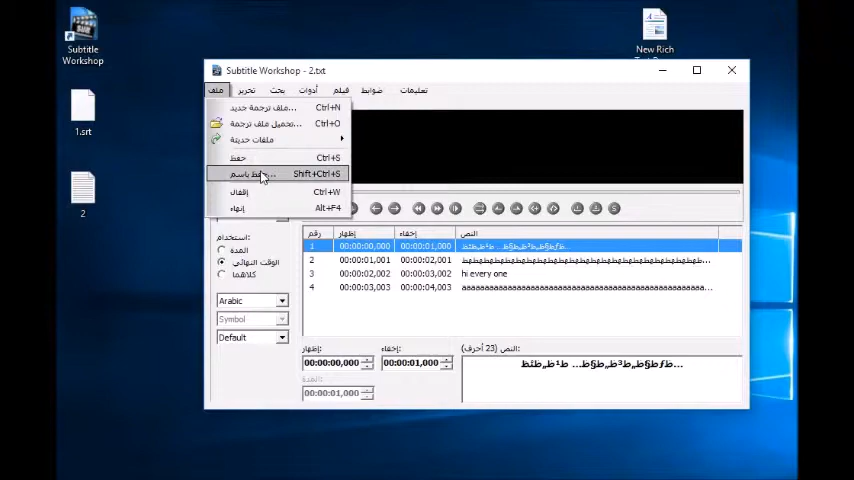 Subtitle
Workshop
1.srt
2
New Rich
Subtitle Workshop - 2.txt
ملف تحرير بحث أدوات فيلم ضوابط تعليمات
ملف ترجمة جديد... Ctrl+N
تحميل ملف ترجمة... Ctrl+O
ملفات حديثة
حفظ Ctrl+S
حفظ باسم... Shift+Ctrl+S
إقفال Ctrl+W
إنهاء Alt+F4
استخدام:
المدة
الوقت النهائي
كلاهما
Arabic
Symbol
Default
رقم إظهار إخفاء النص
1 00:00:00,000 00:00:01,000
2 00:00:01,001 00:00:02,001
3 00:00:02,002 00:00:03,002 hi every one
4 00:00:03,003 00:00:04,003
إظهار: إخفاء: النص (23 أحرف):
00:00:00,000 00:00:01,000
المدة:
00:00:01,000